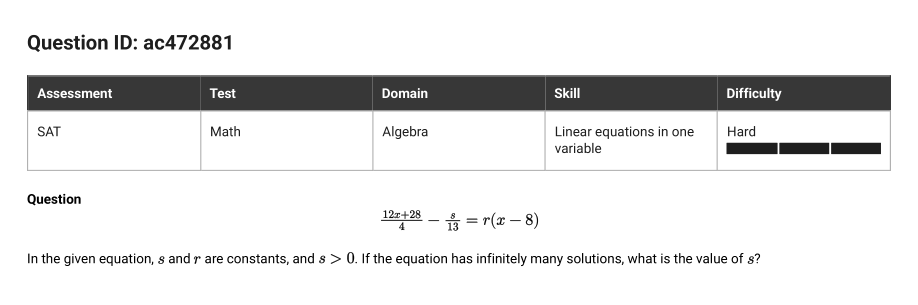 Question ID: ac472881
Assessment Test Domain Skill Difficulty
SAT Math Algebra Linear equations in one variable Hard
Question
\frac{12x+28}{4} - \frac{s}{13} = r(x - 8)
In the given equation, s and r are constants, and s > 0. If the equation has infinitely many solutions, what is the value of s?